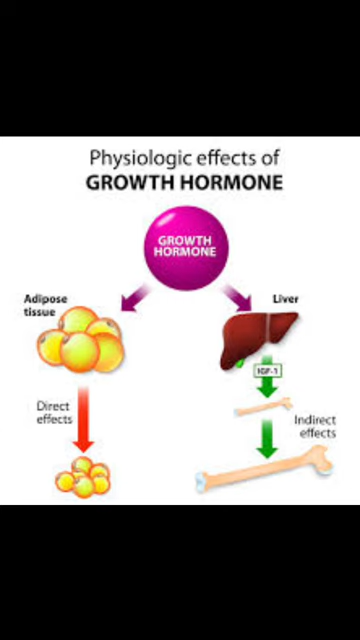 Physiologic effects of
GROWTH HORMONE
GROWTH
HORMONE
Adipose
tissue
Liver
IGF-1
Direct
effects
Indirect
effects